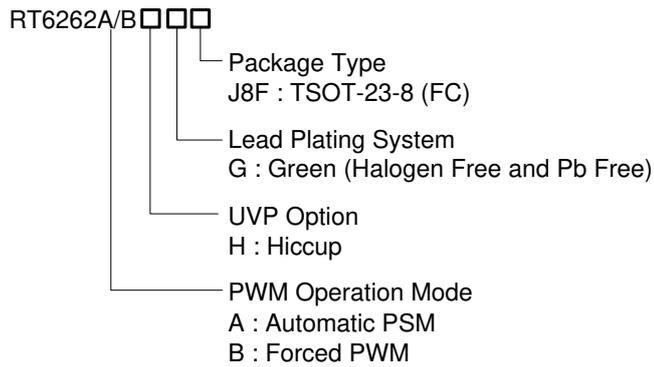 RT6262A/B□□□
Package Type
J8F : TSOT-23-8 (FC)
Lead Plating System
G : Green (Halogen Free and Pb Free)
UVP Option
H : Hiccup
PWM Operation Mode
A : Automatic PSM
B : Forced PWM